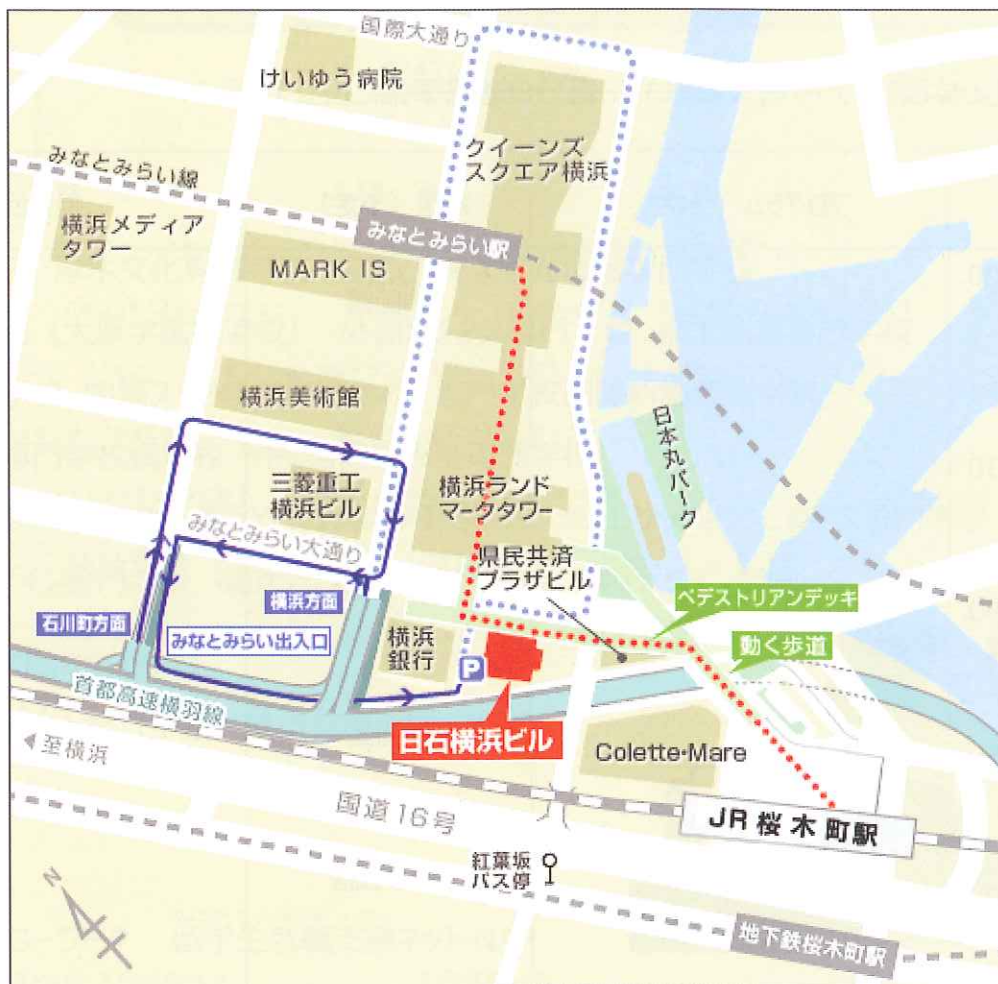 国際大通り
けいゆう病院
クイーンズ
スクエア横浜
みなとみらい線
横浜メディア
タワー
みなとみらい駅
MARK IS
横浜美術館
日本丸パーク
三菱重工
横浜ビル
横浜ランド
マークタワー
みなとみらい大通り
県民共済
プラザビル
ペデストリアンデッキ
横浜方面
石川町方面
みなとみらい出入口
横浜
銀行
動く歩道
P
首都高速横羽線
日石横浜ビル
至横浜
Colette・Mare
国道16号
JR桜木町駅
紅葉坂
バス停
N
地下鉄桜木町駅